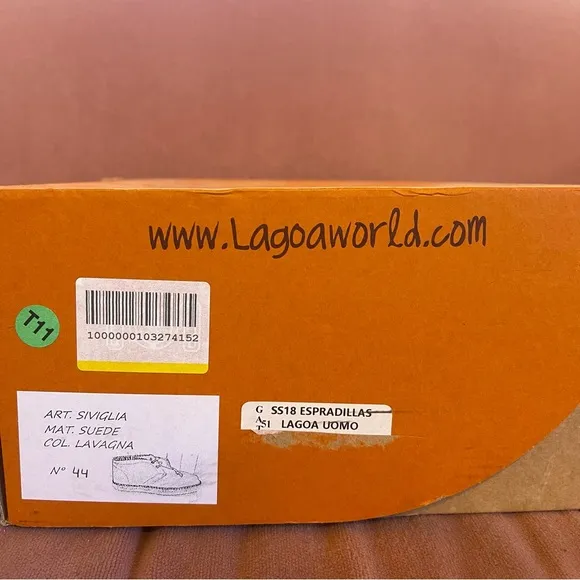 www.Lagoaworld.com
T11
1000000103274152
ART. SIVIGLIA
MAT. SUEDE
COL. LAVAGNA
N° 44
G
SS18 ESPRADILLAS
LAGOA UOMO